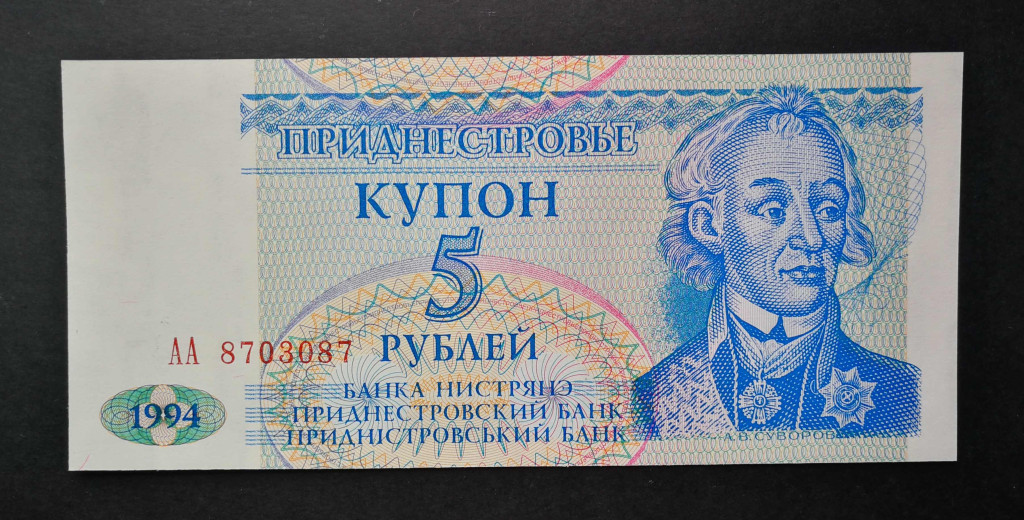 ПРИДНЕСТРОВЬЕ
КУПОН
5
РУБЛЕЙ
АА 8703087
1994
БАНКА НИСТРЯНЭ
ПРИДНЕСТРОВСКИЙ БАНК
ПРИДНІСТРОВСЬКИЙ БАНК
А.В.СУВОРОВ